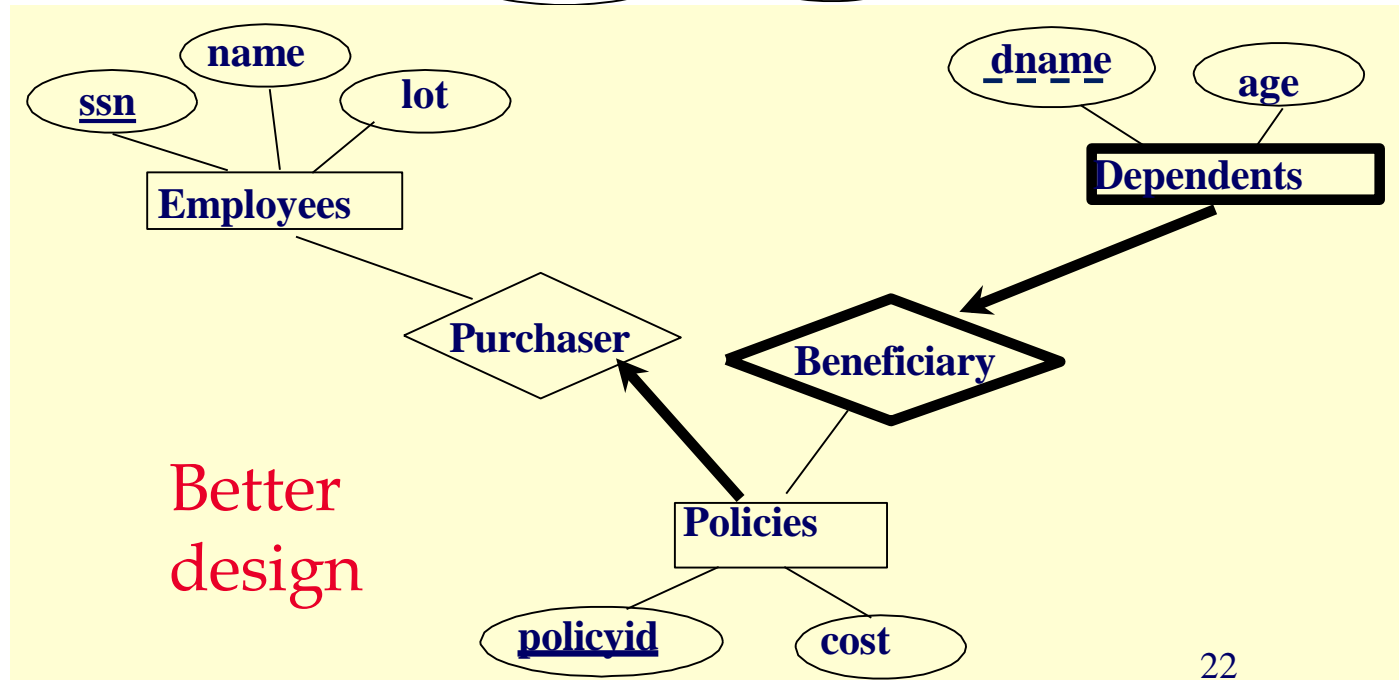 name
dname
ssn
lot
age
Employees
Dependents
Purchaser
Beneficiary
Better
design
Policies
policyid
cost
22